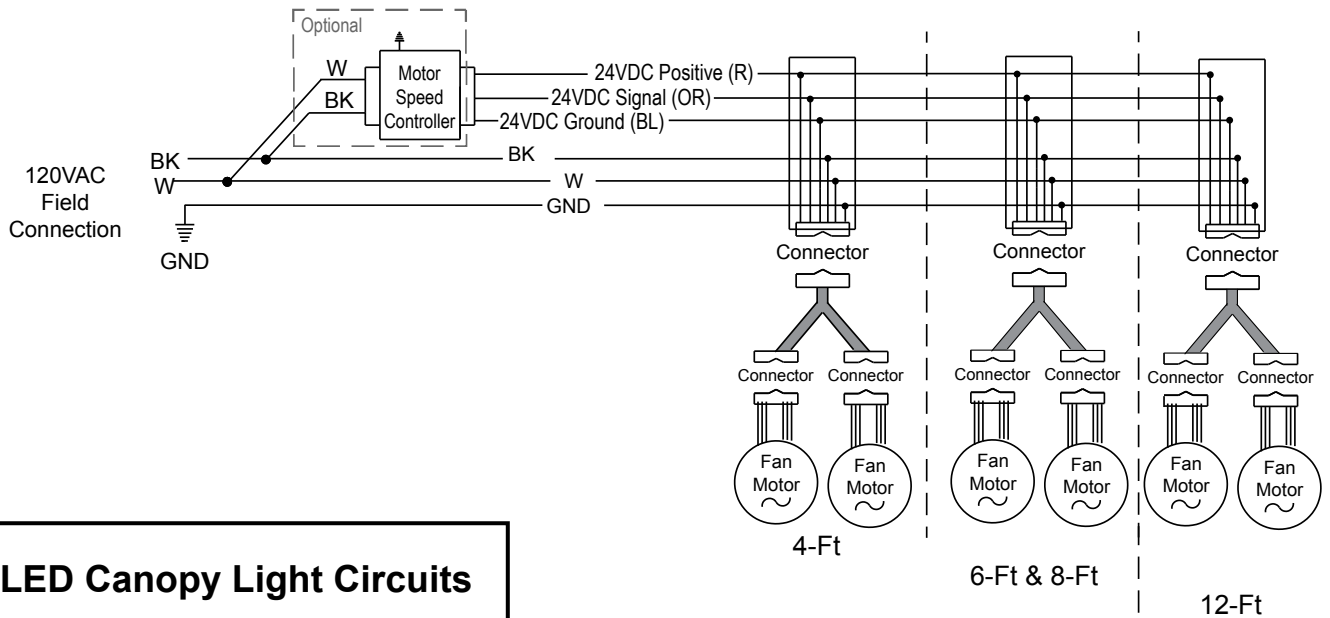 Optional
W
BK
Motor
Speed
Controller
24VDC Positive (R)
24VDC Signal (OR)
24VDC Ground (BL)
120VAC
Field
Connection
BK
W
BK
W
GND
GND
Connector
Connector
Connector
Connector
Connector
Connector
Connector
Connector
Connector
Fan
Motor
Fan
Motor
Fan
Motor
Fan
Motor
Fan
Motor
Fan
Motor
4-Ft
6-Ft & 8-Ft
12-Ft
LED Canopy Light Circuits